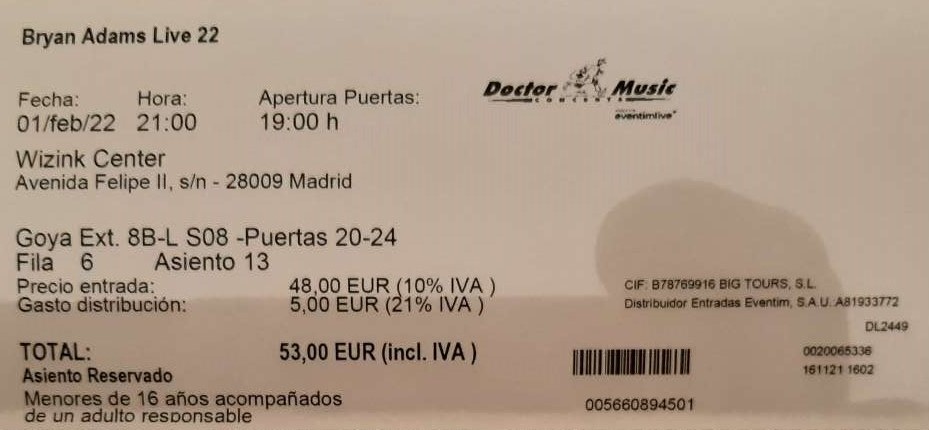 Bryan Adams Live 22
Doctor Music
CONCERTS
eventimlive
Fecha: Hora: Apertura Puertas:
01/feb/22 21:00 19:00 h
Wizink Center
Avenida Felipe II, s/n - 28009 Madrid
Goya Ext. 8B-L S08 -Puertas 20-24
Fila 6 Asiento 13
Precio entrada: 48,00 EUR (10% IVA )
Gasto distribución: 5,00 EUR (21% IVA )
CIF: B78769916 BIG TOURS, S.L.
Distribuidor Entradas Eventim, S.A.U. A81933772
DL2449
TOTAL: 53,00 EUR (incl. IVA )
Asiento Reservado
0020065336
161121 1602
Menores de 16 años acompañados
de un adulto responsable
005660894501